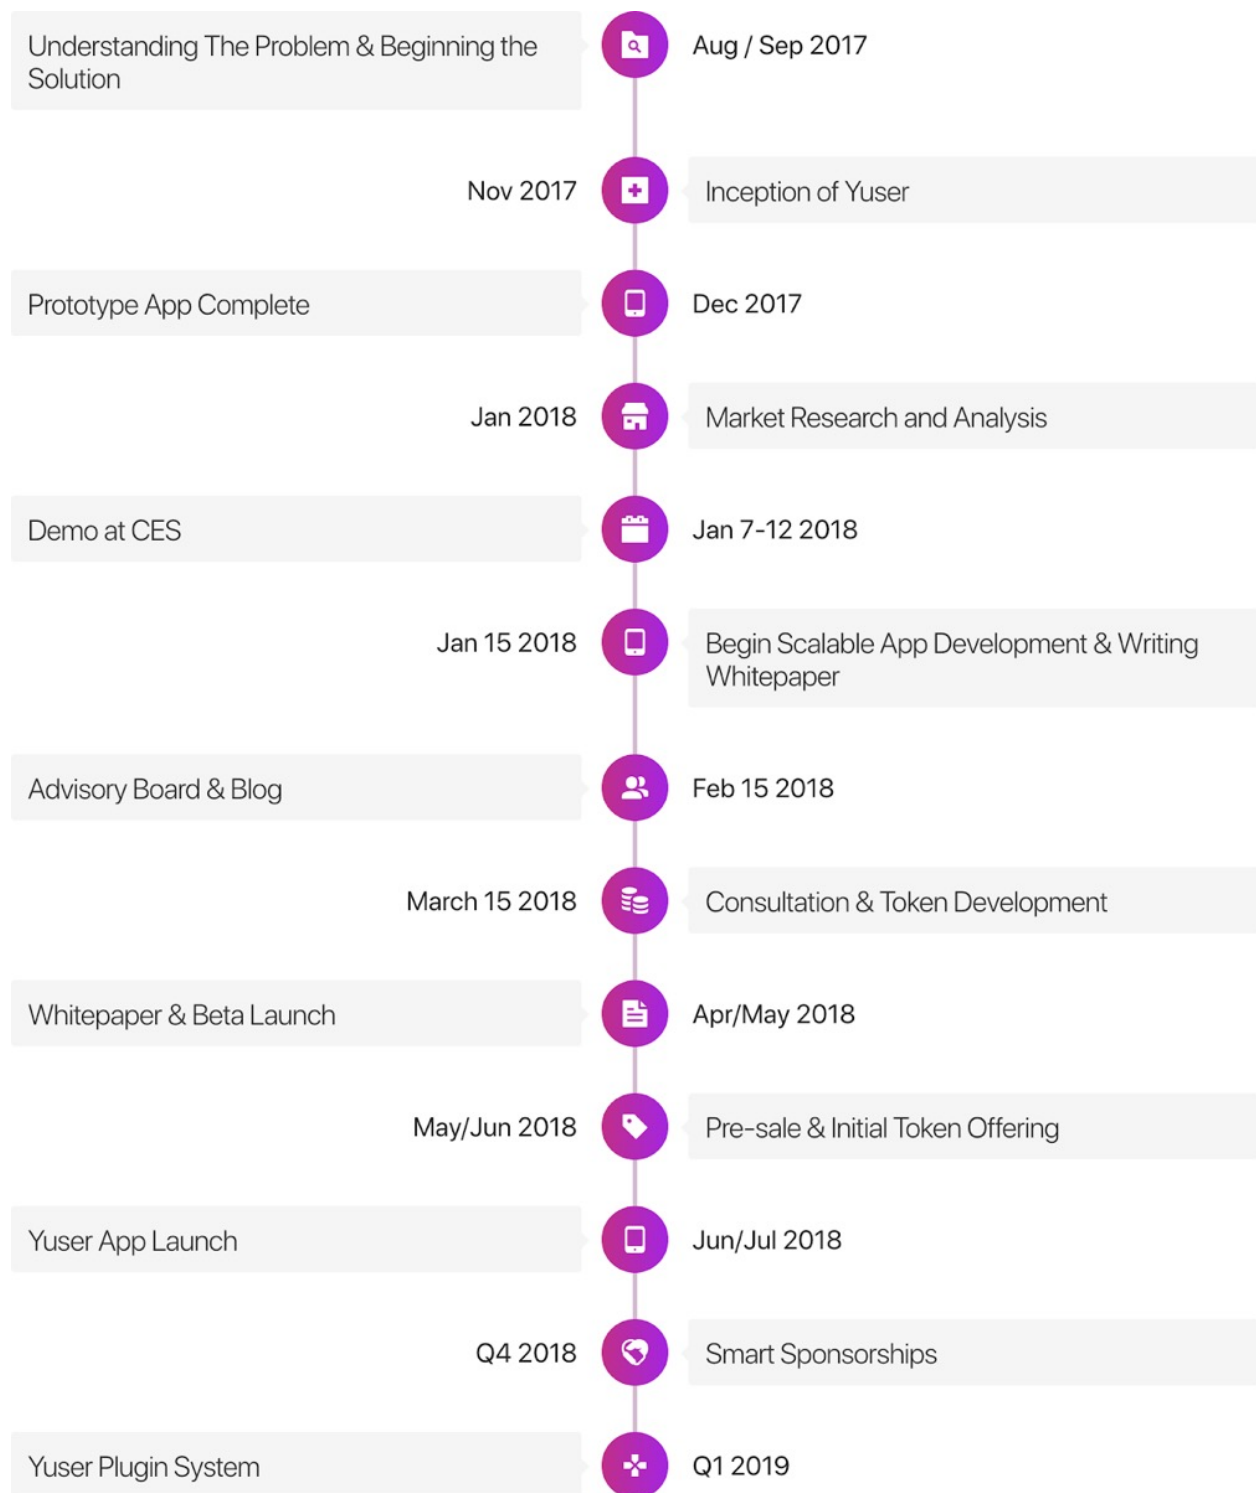 Understanding The Problem & Beginning the
Solution
Aug / Sep 2017
Nov 2017
Inception of Yuser
Prototype App Complete
Dec 2017
Jan 2018
Market Research and Analysis
Demo at CES
Jan 7-12 2018
Jan 15 2018
Begin Scalable App Development & Writing
Whitepaper
Advisory Board & Blog
Feb 15 2018
March 15 2018
Consultation & Token Development
Whitepaper & Beta Launch
Apr/May 2018
May/Jun 2018
Pre-sale & Initial Token Offering
Yuser App Launch
Jun/Jul 2018
Q4 2018
Smart Sponsorships
Yuser Plugin System
Q1 2019